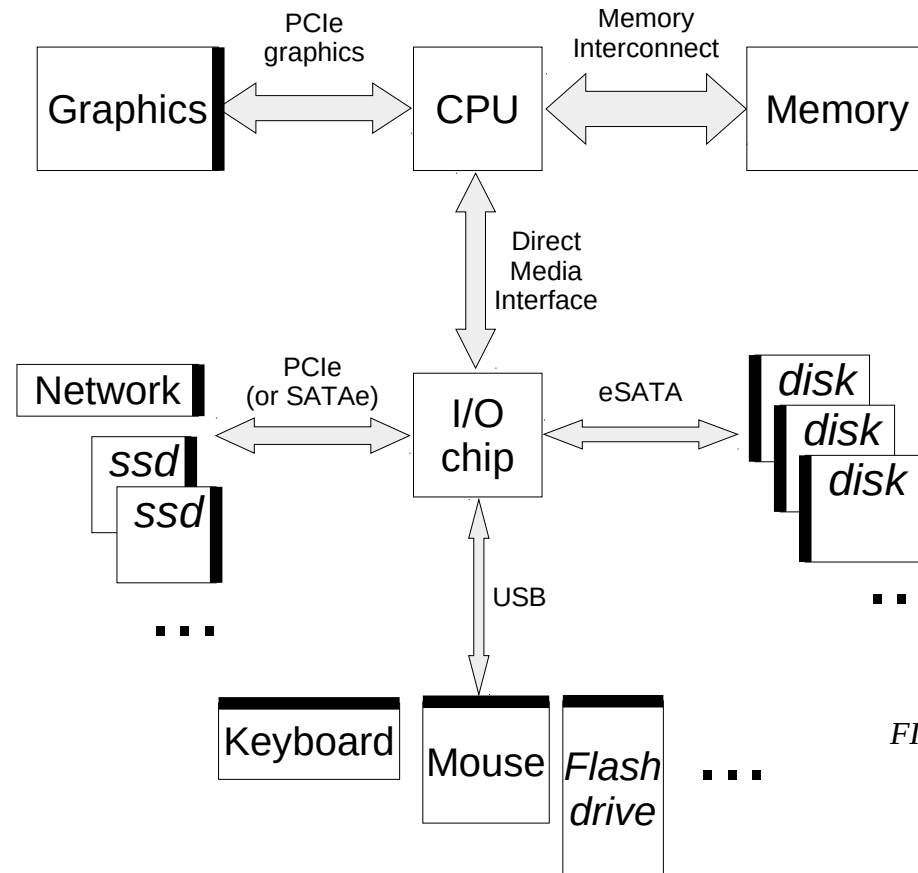 PCIe
graphics
Memory
Interconnect
Graphics
CPU
Memory
Direct
Media
Interface
Network
PCIe
(or SATAe)
I/O
chip
eSATA
disk
disk
disk
ssd
ssd
USB
...
..
Keyboard
Mouse
Flash
drive
...
FI